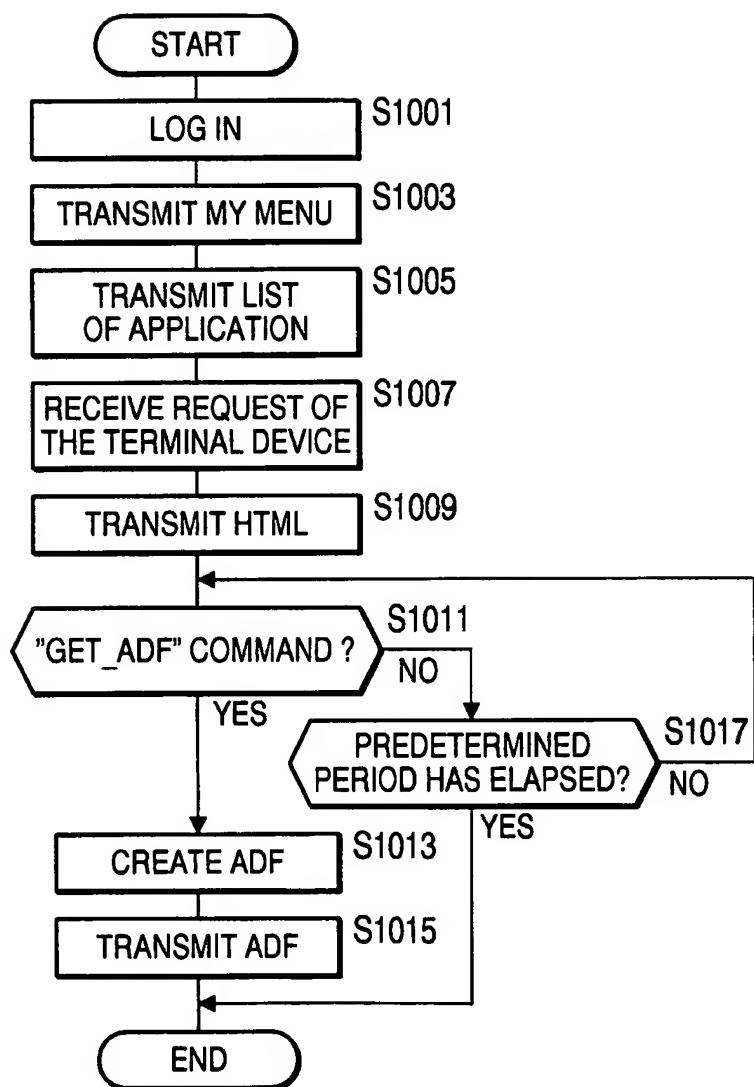 START
LOG IN
S1001
TRANSMIT MY MENU
S1003
TRANSMIT LIST
OF APPLICATION
S1005
RECEIVE REQUEST OF
THE TERMINAL DEVICE
S1007
TRANSMIT HTML
S1009
"GET_ADF" COMMAND ?
S1011
NO
YES
PREDETERMINED
PERIOD HAS ELAPSED?
S1017
NO
YES
CREATE ADF
S1013
TRANSMIT ADF
S1015
END